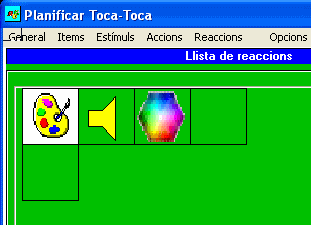 Planificar Toca-Toca
General Items Estímuls Accions Reaccions Opcions
Llista de reaccions